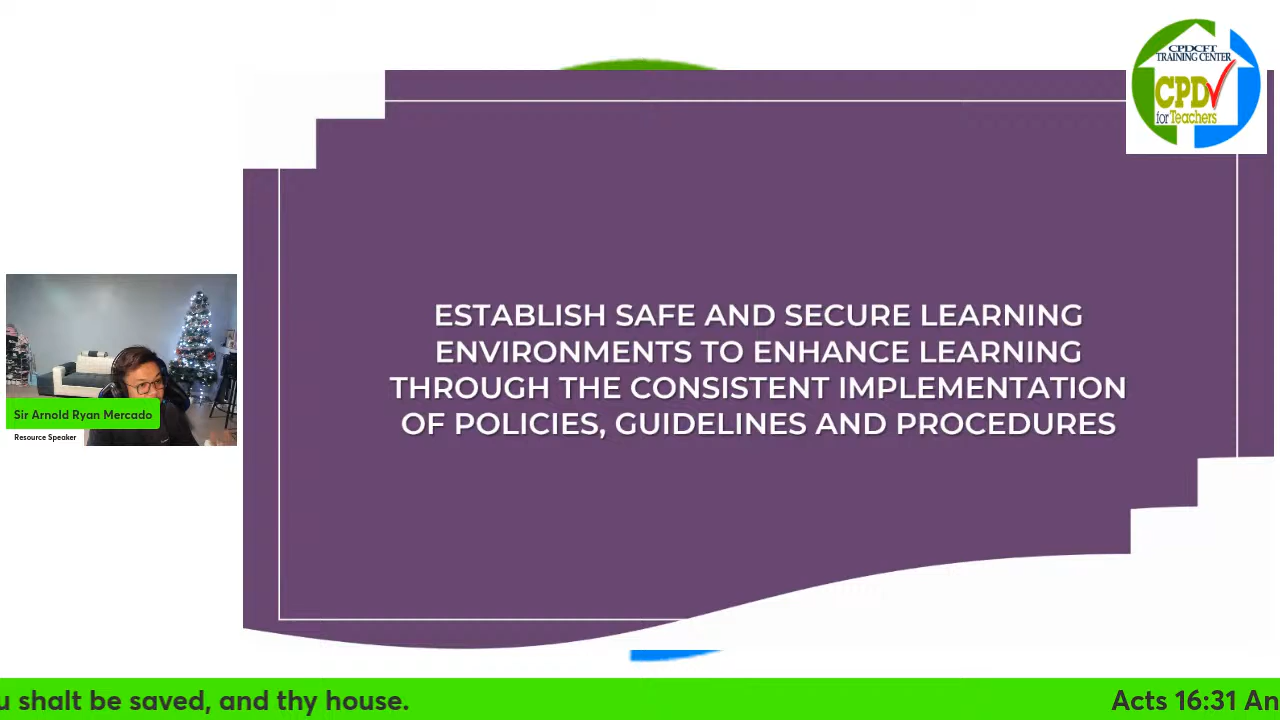 CPDCFT
TRAINING CENTER
CPD
for Teachers
ESTABLISH SAFE AND SECURE LEARNING
ENVIRONMENTS TO ENHANCE LEARNING
THROUGH THE CONSISTENT IMPLEMENTATION
OF POLICIES, GUIDELINES AND PROCEDURES
Sir Arnold Ryan Mercado
Resource Speaker
u shalt be saved, and thy house.
Acts 16:31 An